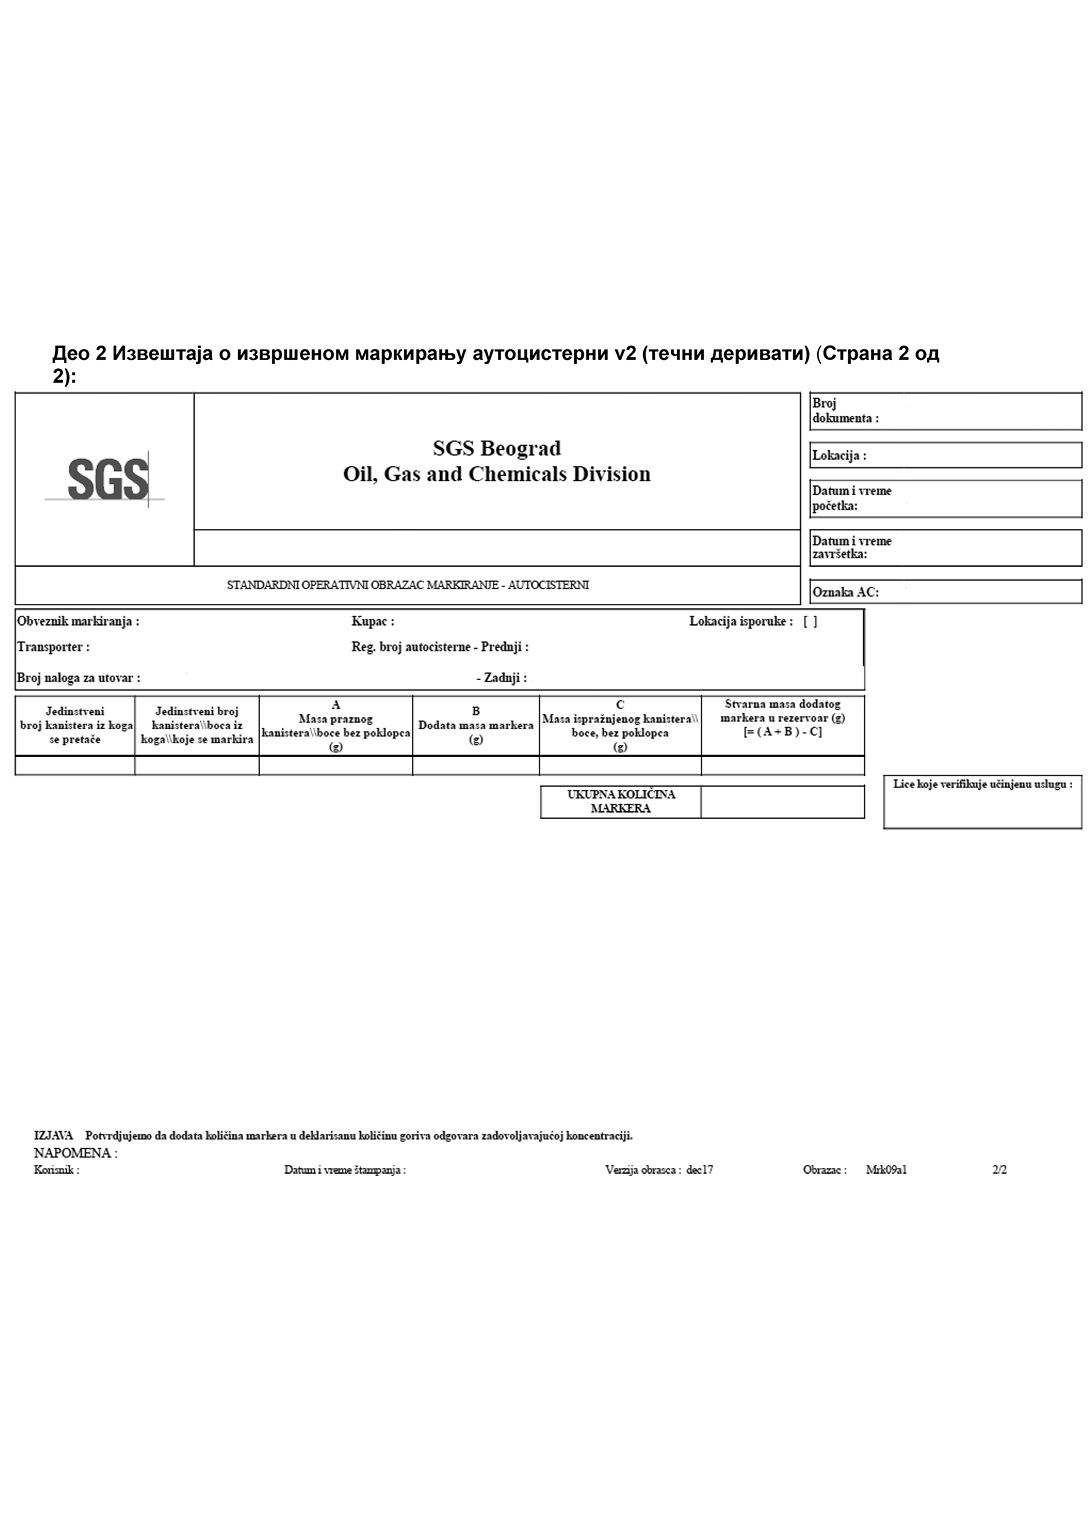 Део 2 Извештаја о извршеном маркирању аутоцистерни v2 (течни деривати) (Страна 2 од
2):
SGS
SGS Beograd
Oil, Gas and Chemicals Division
STANDARDNI OPERATIVNI OBRAZAC MARKIRANJE - AUTOCISTERNI
Broj
dokumenta :
Lokacija :
Datum i vreme
početka:
Datum i vreme
završetka:
Oznaka AC:
Obveznik markiranja :
Kupac :
Lokacija isporuke : [ ]
Transporter :
Reg. broj autocisterne - Prednji :
Broj naloga za utovar :
- Zadnji :
Jedinstveni
broj kanistera iz koga
se pretače
Jedinstveni broj
kanistera\\boca iz
koga\\koje se markira
A
Masa praznog
kanistera\\boce bez poklopca
(g)
B
Dodata masa markera
(g)
C
Masa ispražnjenog kanistera\\
boce, bez poklopca
(g)
Stvarna masa dodatog
markera u rezervoar (g)
[= ( A + B ) - C]
UKUPNA KOLIČINA
MARKERA
Lice koje verifikuje učinjenu uslugu :
IZJAVA Potvrdjujemo da dodata količina markera u deklarisanu količinu goriva odgovara zadovoljavajućoj koncentraciji.
NAPOMENA :
Korisnik : Datum i vreme štampanja : Verzija obrasca : dec17 Obrazac : Mrk09a1 2/2